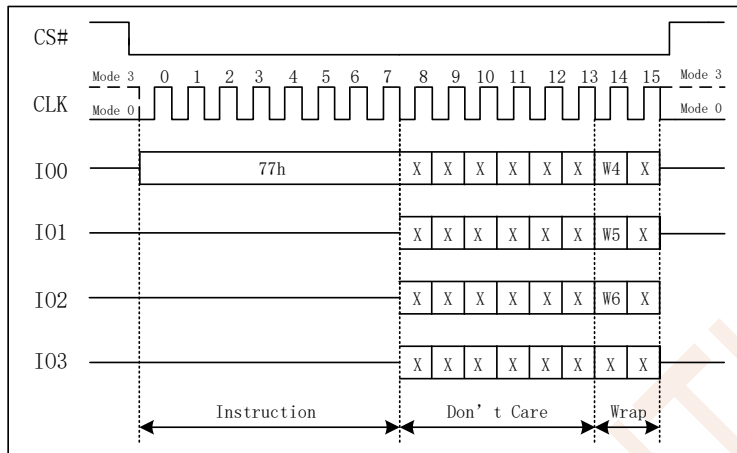 CS#
Mode 3 0 1 2 3 4 5 6 7 8 9 10 11 12 13 14 15 Mode 3
CLK
Mode 0 Mode 0
IO0 77h X X X X X X W4 X
IO1 X X X X X X W5 X
IO2 X X X X X X W6 X
IO3 X X X X X X X X
Instruction Don't Care Wrap